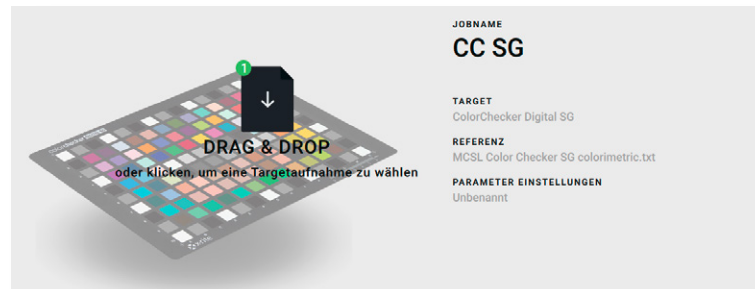 JOBNAME
CC SG
1
DRAG & DROP
oder klicken, um eine Targetaufnahme zu wählen
TARGET
ColorChecker Digital SG
REFERENZ
MCSL Color Checker SG colorimetric.txt
PARAMETER EINSTELLUNGEN
Unbenannt